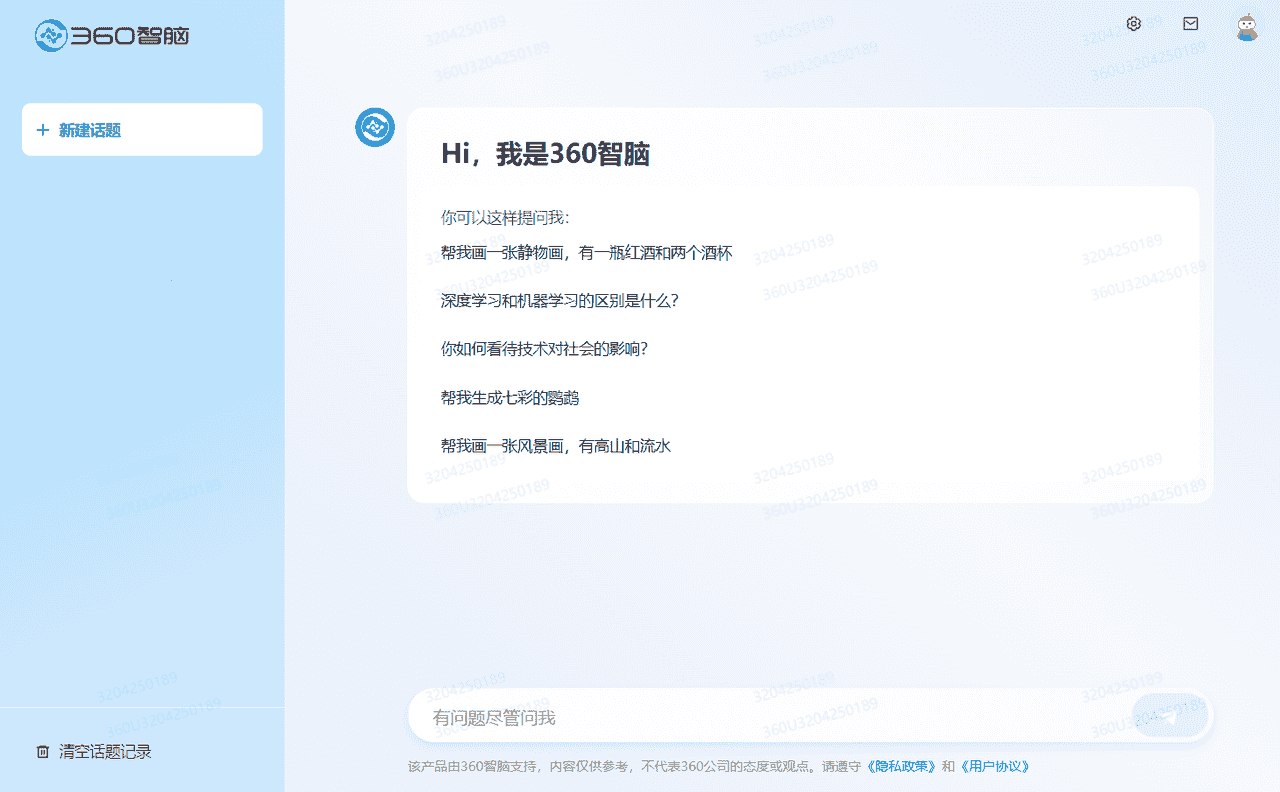 360智脑
新建话题
Hi，我是360智脑
你可以这样提问我：
帮我画一张静物画，有一瓶红酒和两个酒杯
深度学习和机器学习的区别是什么？
你如何看待技术对社会的影响？
帮我生成七彩的鹦鹉
帮我画一张风景画，有高山和流水
有问题尽管问我
该产品由360智脑支持，内容仅供参考，不代表360公司的态度或观点。请遵守《隐私政策》和《用户协议》
清空话题记录
3204250189
360U3204250189